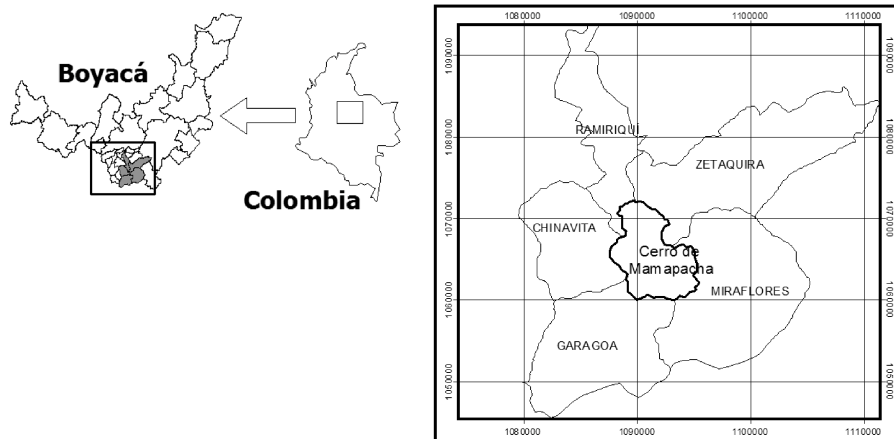 Boyacá
Colombia
1080000 1090000 1100000 1110000
1090000 1090000
RAMIRIQUÍ
1080000 1080000
ZETAQUIRA
1070000 1070000
CHINAVITA
Cerro de
Mamapacha
MIRAFLORES
1060000 1060000
GARAGOA
1050000 1050000
1080000 1090000 1100000 1110000